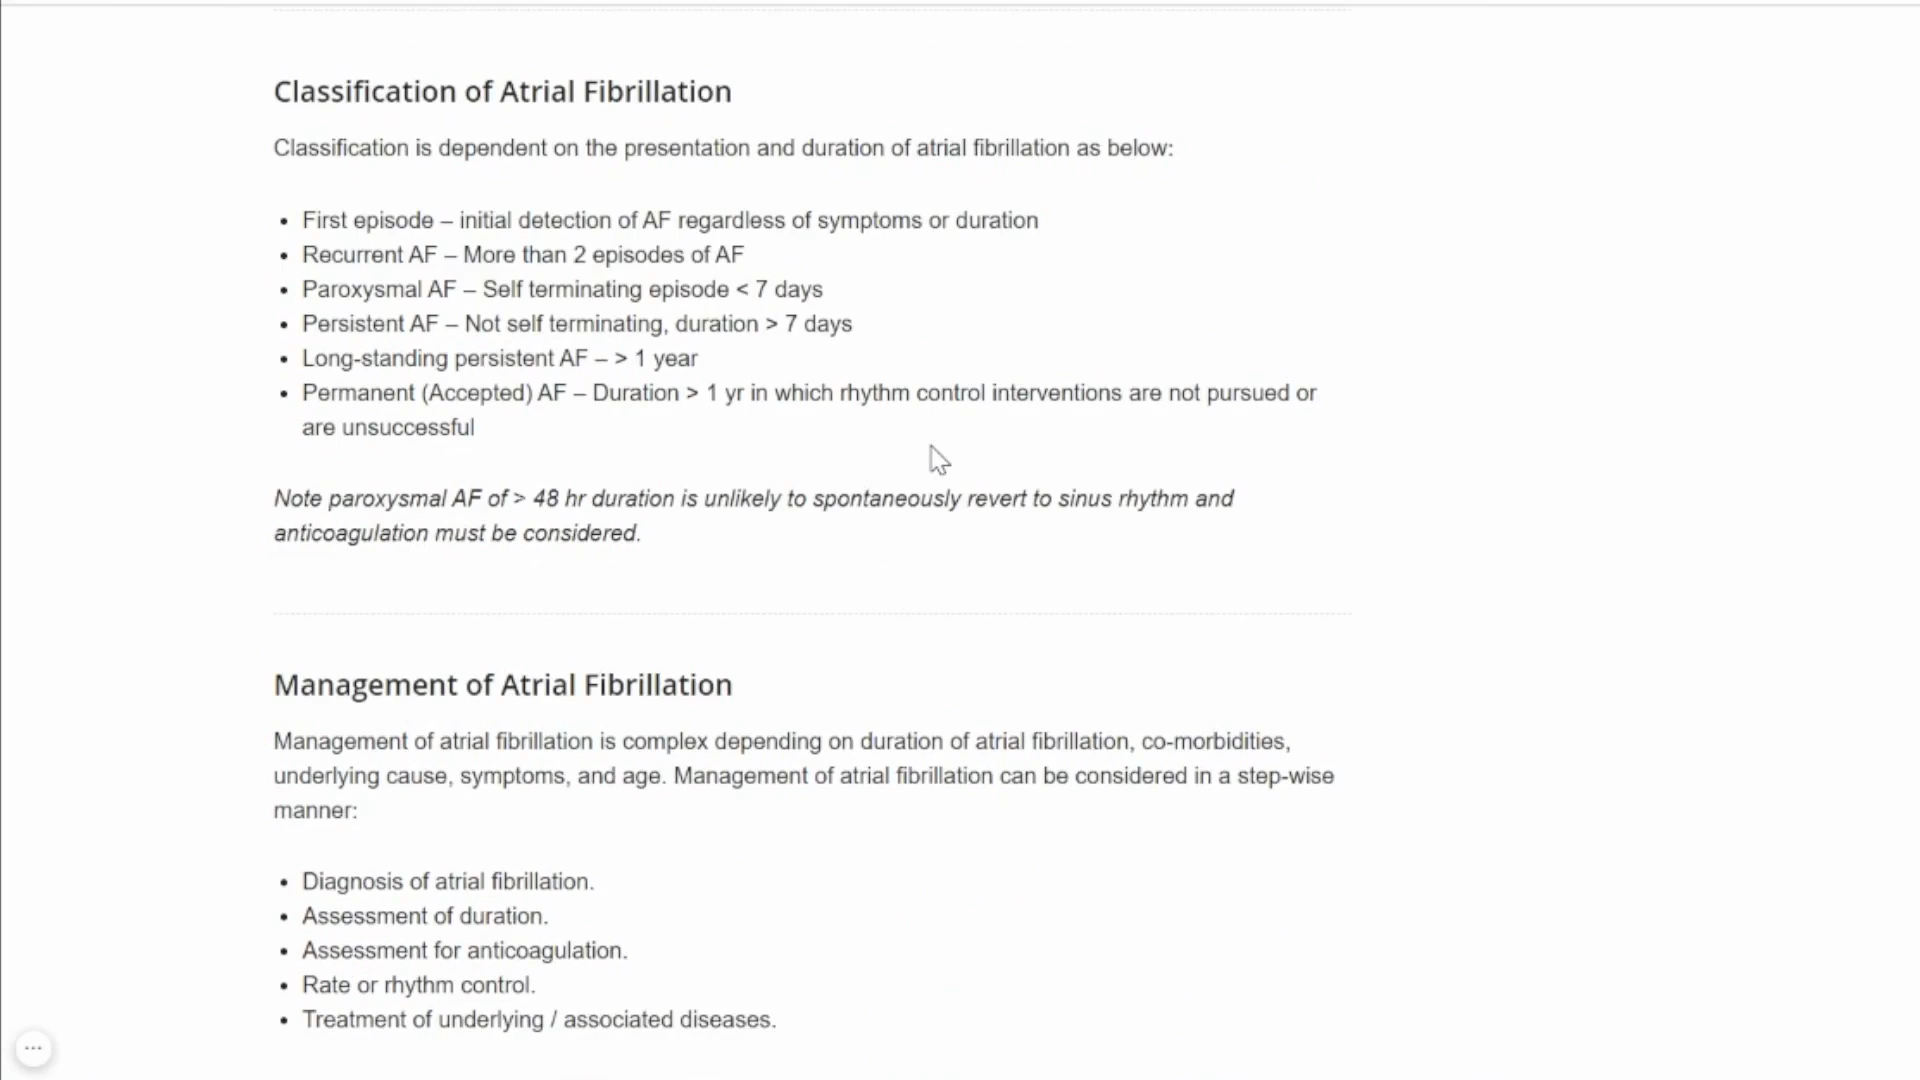 Classification of Atrial Fibrillation
Classification is dependent on the presentation and duration of atrial fibrillation as below:
• First episode – initial detection of AF regardless of symptoms or duration
• Recurrent AF – More than 2 episodes of AF
• Paroxysmal AF – Self terminating episode < 7 days
• Persistent AF – Not self terminating, duration > 7 days
• Long-standing persistent AF – > 1 year
• Permanent (Accepted) AF – Duration > 1 yr in which rhythm control interventions are not pursued or
are unsuccessful
Note paroxysmal AF of > 48 hr duration is unlikely to spontaneously revert to sinus rhythm and
anticoagulation must be considered.
Management of Atrial Fibrillation
Management of atrial fibrillation is complex depending on duration of atrial fibrillation, co-morbidities,
underlying cause, symptoms, and age. Management of atrial fibrillation can be considered in a step-wise
manner:
• Diagnosis of atrial fibrillation.
• Assessment of duration.
• Assessment for anticoagulation.
• Rate or rhythm control.
• Treatment of underlying / associated diseases.